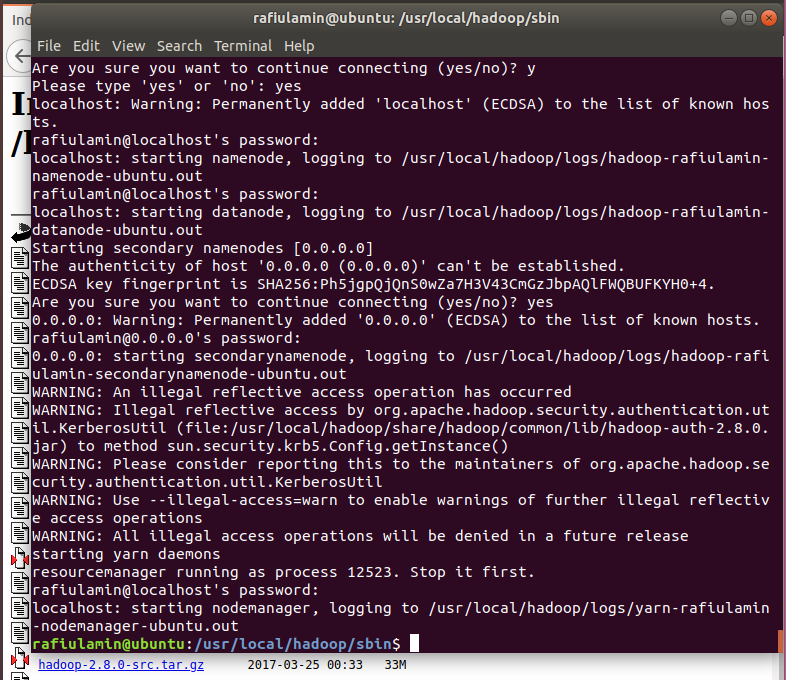 rafiulamin@ubuntu: /usr/local/hadoop/sbin
File Edit View Search Terminal Help
Are you sure you want to continue connecting (yes/no)? y
Please type 'yes' or 'no': yes
localhost: Warning: Permanently added 'localhost' (ECDSA) to the list of known hos
ts.
rafiulamin@localhost's password:
localhost: starting namenode, logging to /usr/local/hadoop/logs/hadoop-rafiulamin-
namenode-ubuntu.out
rafiulamin@localhost's password:
localhost: starting datanode, logging to /usr/local/hadoop/logs/hadoop-rafiulamin-
datanode-ubuntu.out
Starting secondary namenodes [0.0.0.0]
The authenticity of host '0.0.0.0 (0.0.0.0)' can't be established.
ECDSA key fingerprint is SHA256:Ph5jgpQjQnS0wZa7H3V43CmGzJbpAQlFWQBUFKYH0+4.
Are you sure you want to continue connecting (yes/no)? yes
0.0.0.0: Warning: Permanently added '0.0.0.0' (ECDSA) to the list of known hosts.
rafiulamin@0.0.0.0's password:
0.0.0.0: starting secondarynamenode, logging to /usr/local/hadoop/logs/hadoop-rafi
ulamin-secondarynamenode-ubuntu.out
WARNING: An illegal reflective access operation has occurred
WARNING: Illegal reflective access by org.apache.hadoop.security.authentication.ut
il.KerberosUtil (file:/usr/local/hadoop/share/hadoop/common/lib/hadoop-auth-2.8.0.
jar) to method sun.security.krb5.Config.getInstance()
WARNING: Please consider reporting this to the maintainers of org.apache.hadoop.se
curity.authentication.util.KerberosUtil
WARNING: Use --illegal-access=warn to enable warnings of further illegal reflectiv
e access operations
WARNING: All illegal access operations will be denied in a future release
starting yarn daemons
resourcemanager running as process 12523. Stop it first.
rafiulamin@localhost's password:
localhost: starting nodemanager, logging to /usr/local/hadoop/logs/yarn-rafiulamin
-nodemanager-ubuntu.out
rafiulamin@ubuntu:/usr/local/hadoop/sbin$
hadoop-2.8.0-src.tar.gz 2017-03-25 00:33 33M